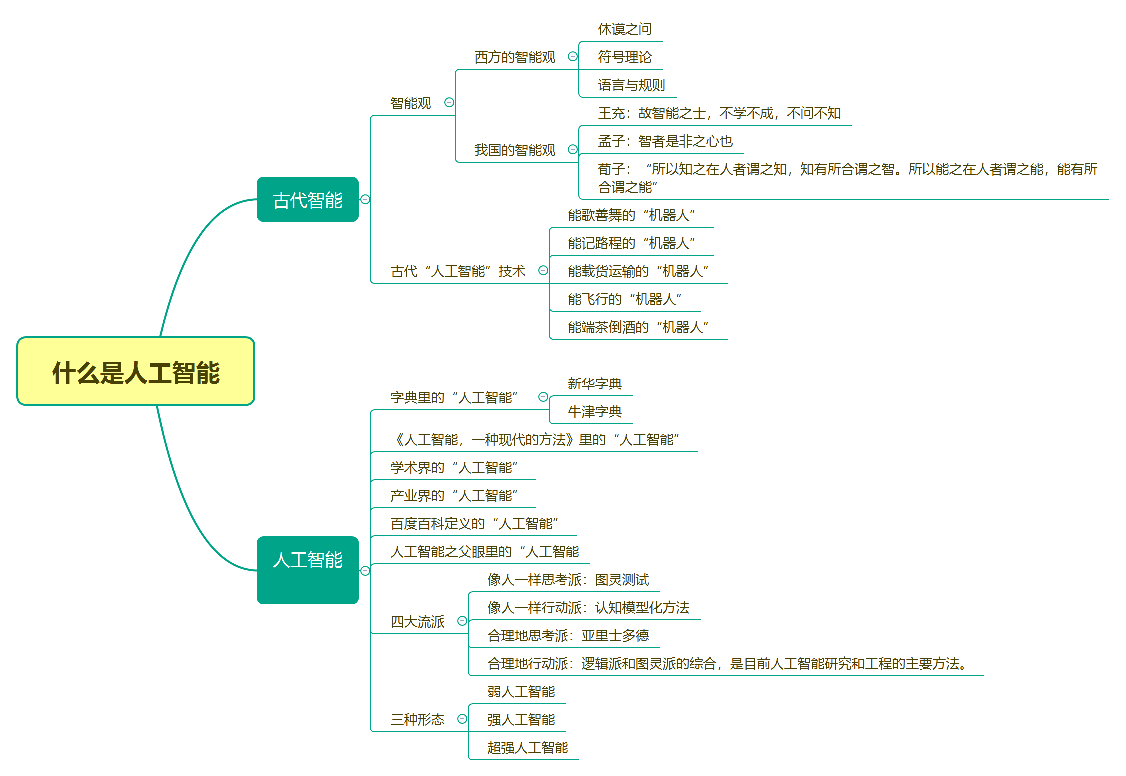 什么是人工智能
古代智能
智能观
西方的智能观
休谟之问
符号理论
语言与规则
我国的智能观
王充：故智能之士，不学不成，不问不知
孟子：智者是非之心也
荀子：“所以知之在人者谓之知，知有所合谓之智。所以能之在人者谓之能，能有所
合谓之能”
古代“人工智能”技术
能歌善舞的“机器人”
能记路程的“机器人”
能载货运输的“机器人”
能飞行的“机器人”
能端茶倒酒的“机器人”
人工智能
字典里的“人工智能”
新华字典
牛津字典
《人工智能，一种现代的方法》里的“人工智能”
学术界的“人工智能”
产业界的“人工智能”
百度百科定义的“人工智能”
人工智能之父眼里的“人工智能
四大流派
像人一样思考派：图灵测试
像人一样行动派：认知模型化方法
合理地思考派：亚里士多德
合理地行动派：逻辑派和图灵派的综合，是目前人工智能研究和工程的主要方法。
三种形态
弱人工智能
强人工智能
超强人工智能